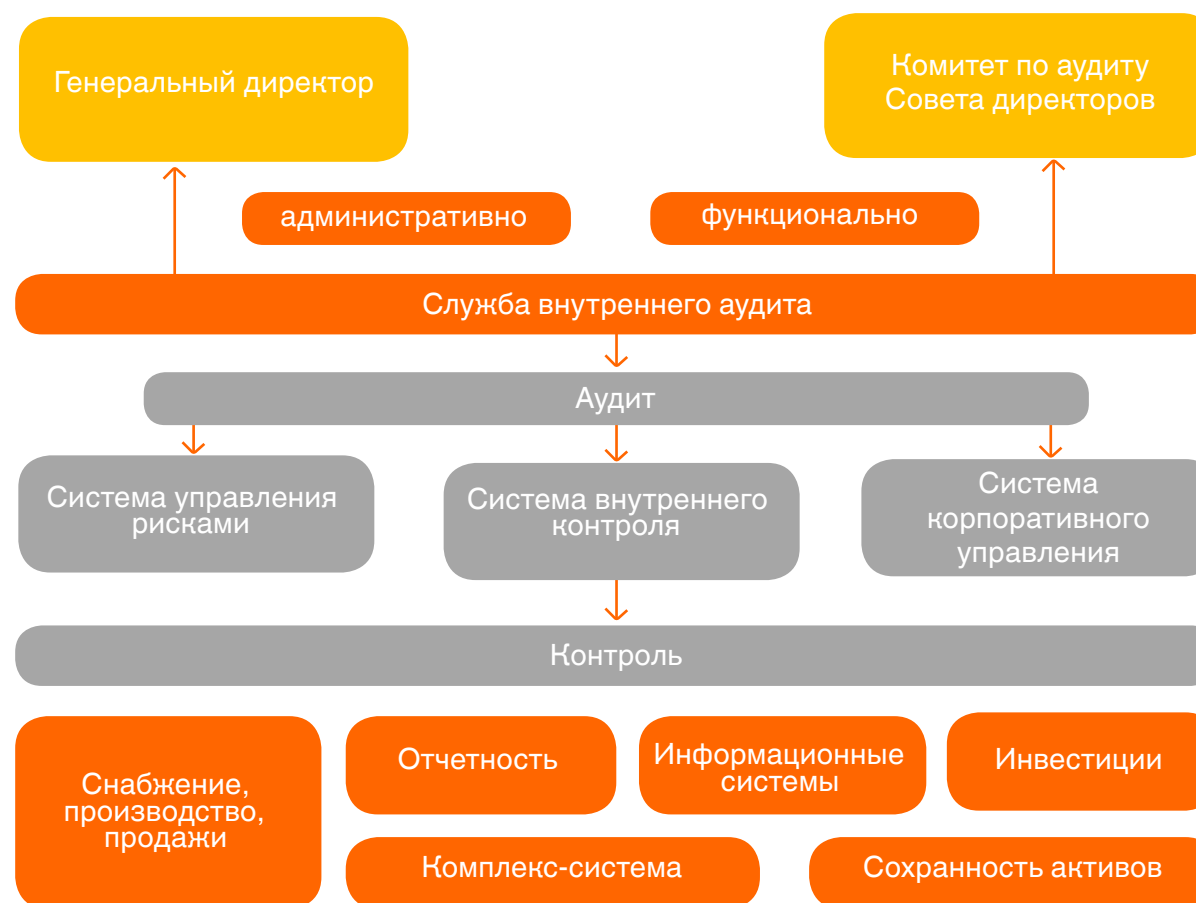 Генеральный директор
Комитет по аудиту
Совета директоров
административно
функционально
Служба внутреннего аудита
Аудит
Система управления
рисками
Система внутреннего
контроля
Система
корпоративного
управления
Контроль
Снабжение,
производство,
продажи
Отчетность
Информационные
системы
Инвестиции
Комплекс-система
Сохранность активов